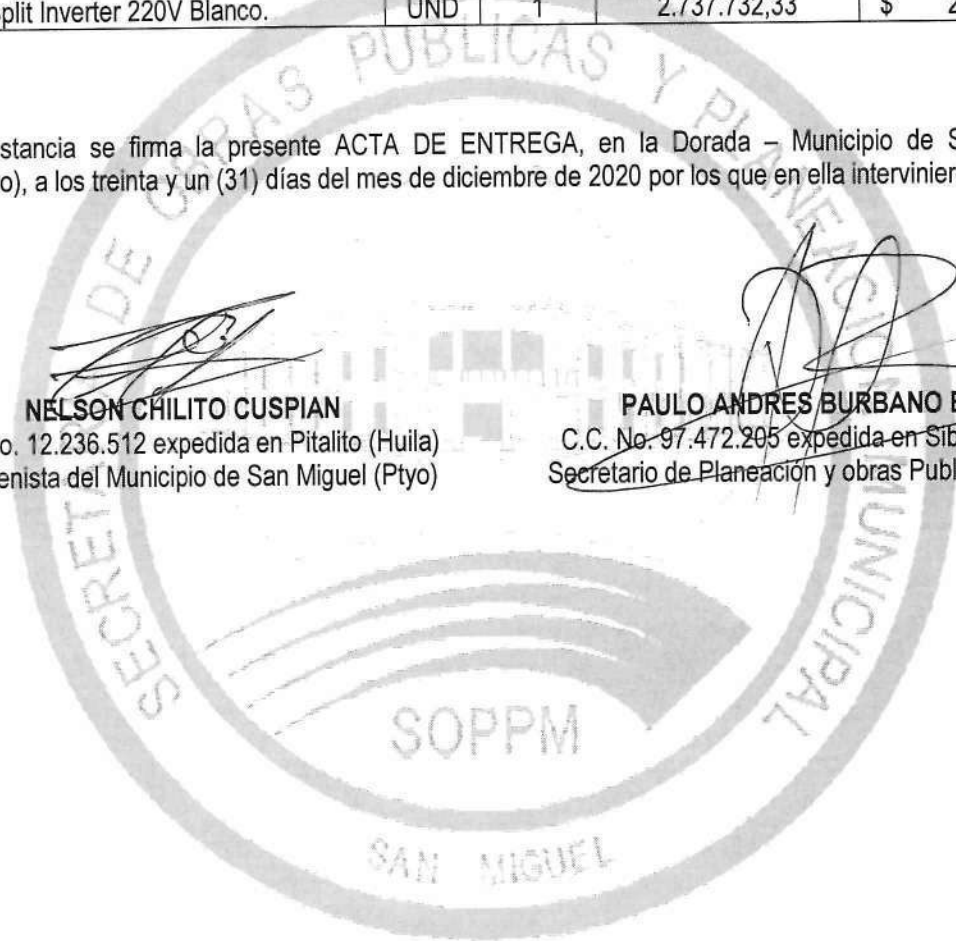 plit Inverter 220V Blanco. UND 1 2.737.732,33 $ 2
stancia se firma la presente ACTA DE ENTREGA, en la Dorada – Municipio de S
o), a los treinta y un (31) días del mes de diciembre de 2020 por los que en ella intervinier
NELSON CHILITO CUSPIAN
o. 12.236.512 expedida en Pitalito (Huila)
enista del Municipio de San Miguel (Ptyo)
PAULO ANDRES BURBANO E
C.C. No. 97.472.205 expedida en Sib
Secretario de Planeación y obras Publ
SECRETARIA DE OBRAS PUBLICAS Y PLANEACION MUNICIPAL
SOPPM
SAN MIGUEL